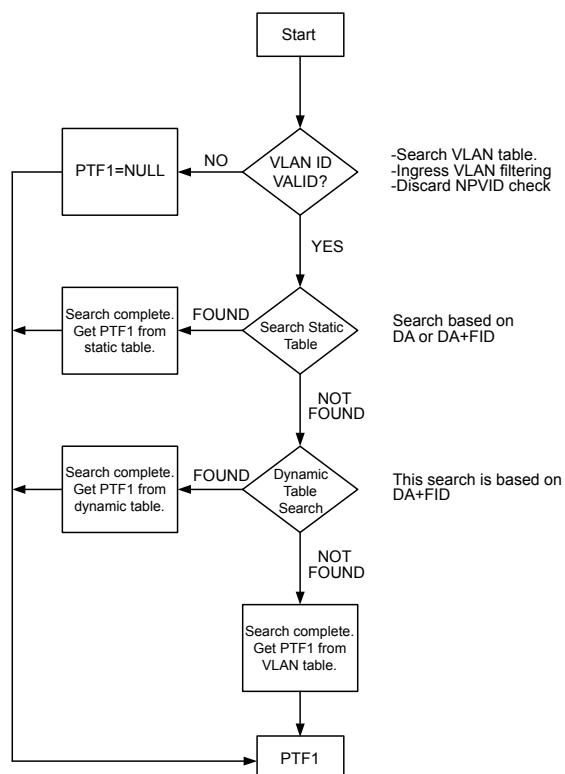 Start
VLAN ID
VALID?
NO
PTF1=NULL
-Search VLAN table.
-Ingress VLAN filtering
-Discard NPVID check
YES
Search Static
Table
FOUND
Search complete.
Get PTF1 from
static table.
Search based on
DA or DA+FID
NOT
FOUND
Dynamic
Table
Search
FOUND
Search complete.
Get PTF1 from
dynamic table.
This search is based on
DA+FID
NOT
FOUND
Search complete.
Get PTF1 from
VLAN table.
PTF1